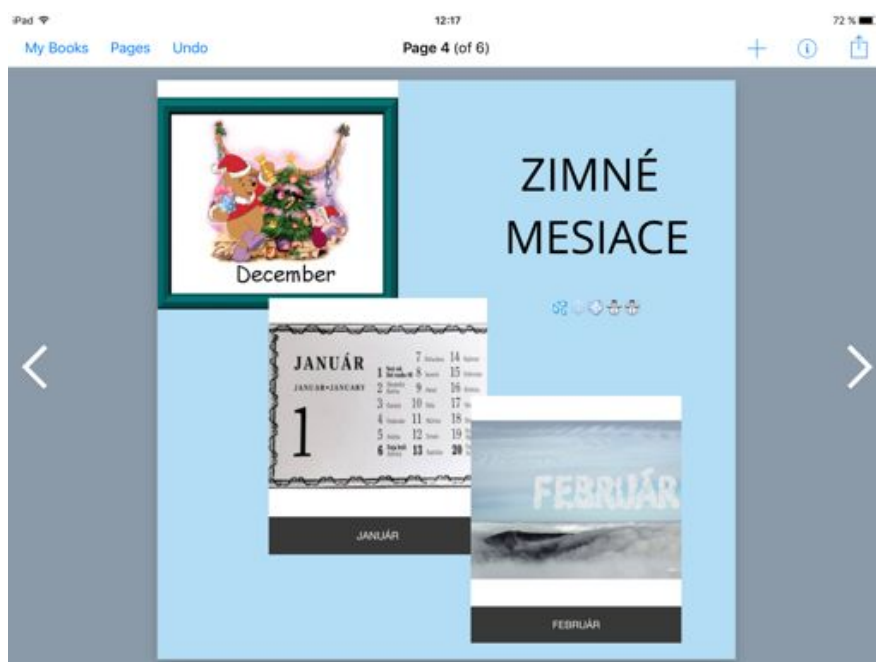 iPad 12:17 72 %
My Books Pages Undo Page 4 (of 6)
ZIMNÉ
MESIACE
December
JANUÁR
JANUAR•JANUARY
1
7 14
1 8 15
2 9 16
3 10 17
4 11 18
5 12 19
6 13 20
JANUÁR
FEBRUÁR
FEBRUÁR